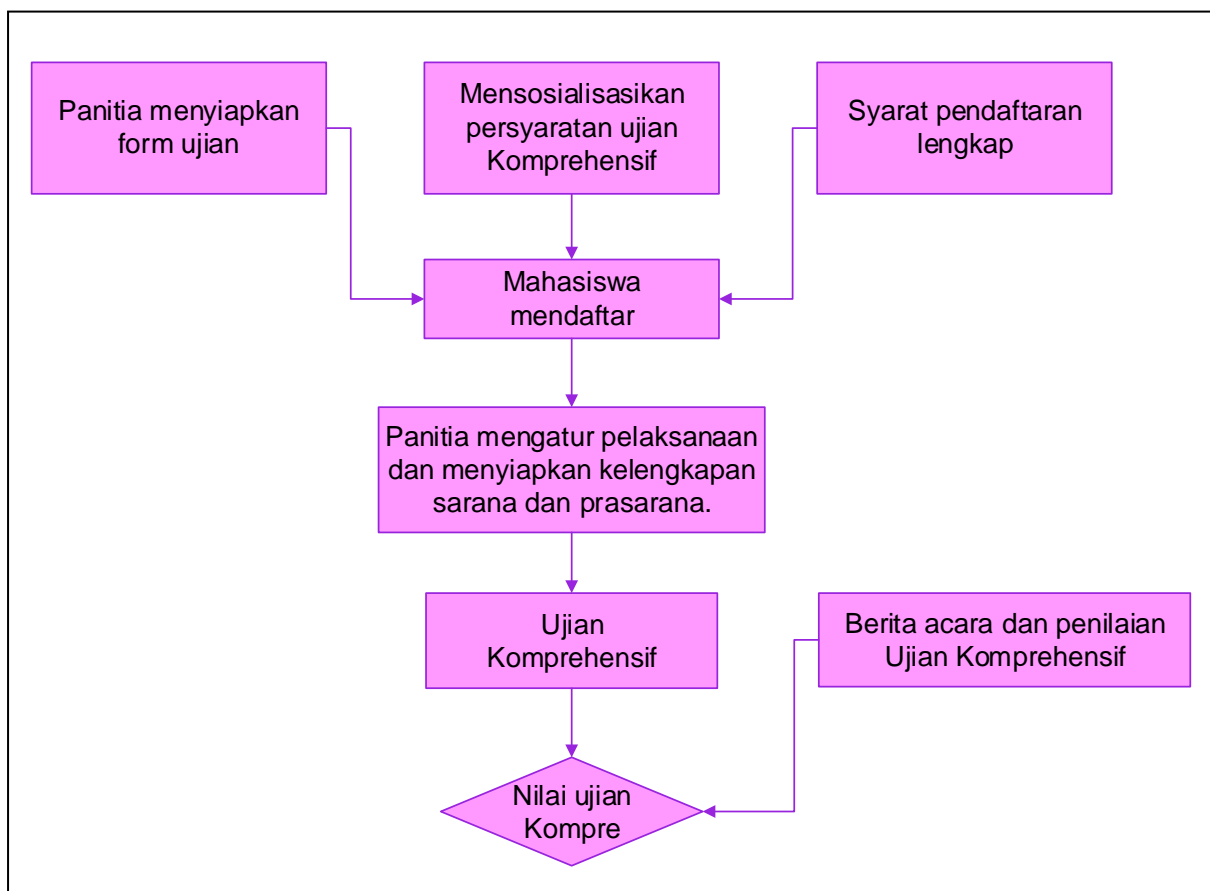 Panitia menyiapkan
form ujian
Mensosialisasikan
persyaratan ujian
Komprehensif
Syarat pendaftaran
lengkap
Mahasiswa
mendaftar
Panitia mengatur pelaksanaan
dan menyiapkan kelengkapan
sarana dan prasarana.
Ujian
Komprehensif
Berita acara dan penilaian
Ujian Komprehensif
Nilai ujian
Kompre